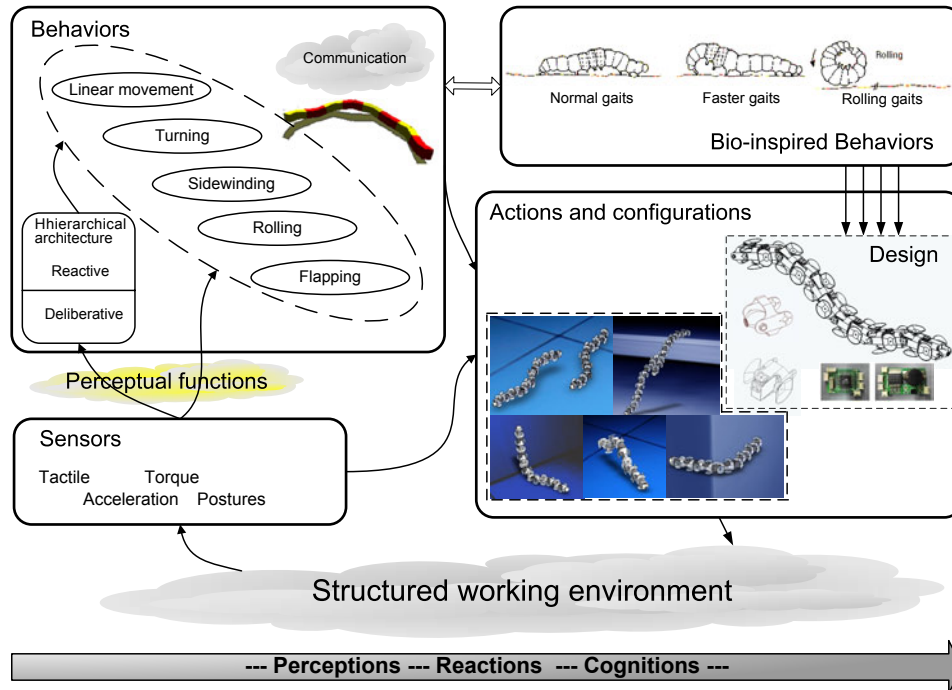 Behaviors
Communication
Linear movement
Turning
Sidewinding
Rolling
Flapping
Hhierarchical
architecture
Reactive
Deliberative
Rolling
Normal gaits
Faster gaits
Rolling gaits
Bio-inspired Behaviors
Actions and configurations
Design
Perceptual functions
Sensors
Tactile
Torque
Acceleration
Postures
Structured working environment
--- Perceptions --- Reactions --- Cognitions ---